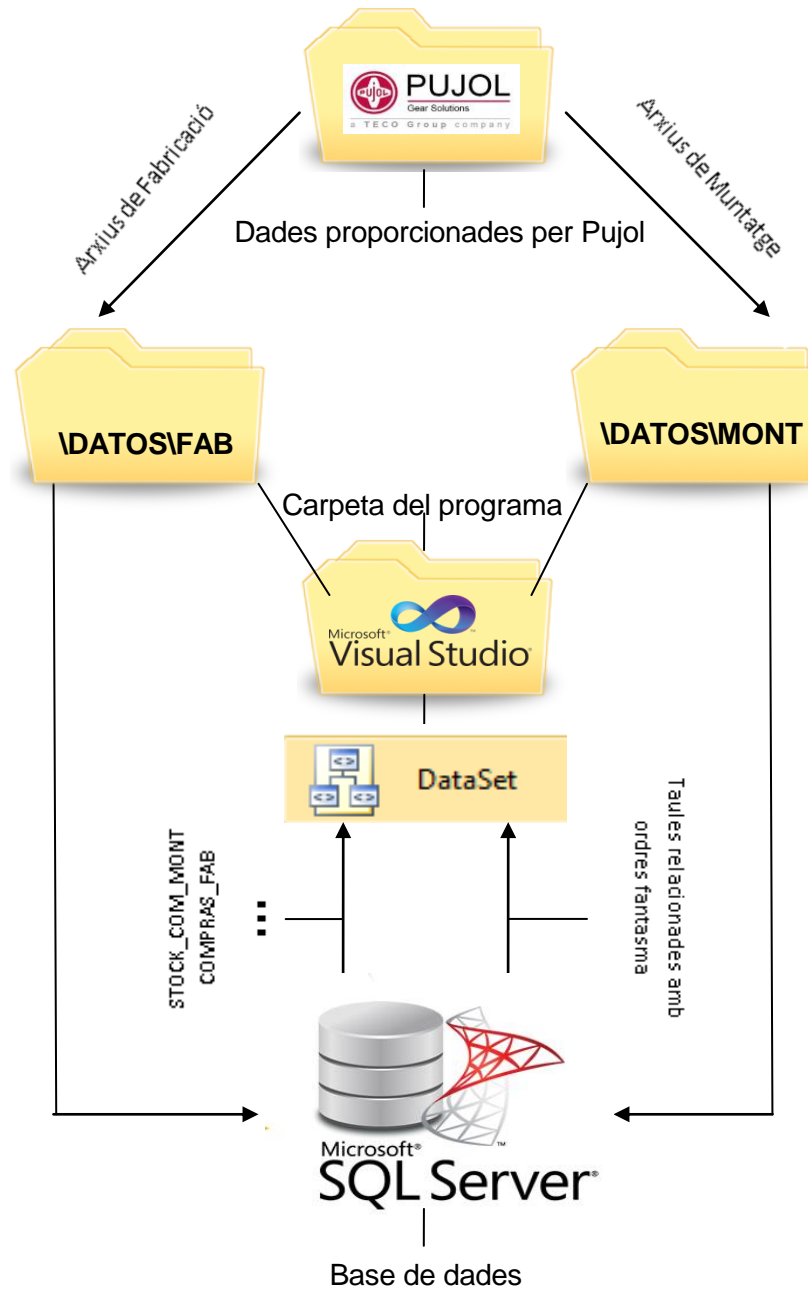 PUJOL
PUJOL
Gear Solutions
a TECO Group company
Arxius de Fabricació
Arxius de Muntatge
Dades proporcionades per Pujol
\DATOS\FAB
\DATOS\MONT
Carpeta del programa
Microsoft®
Visual Studio®
DataSet
STOCK_COM_MONT
COMPRAS_FAB
...
Taules relacionades amb
ordres fantasma
™
Microsoft®
SQL Server®
Base de dades